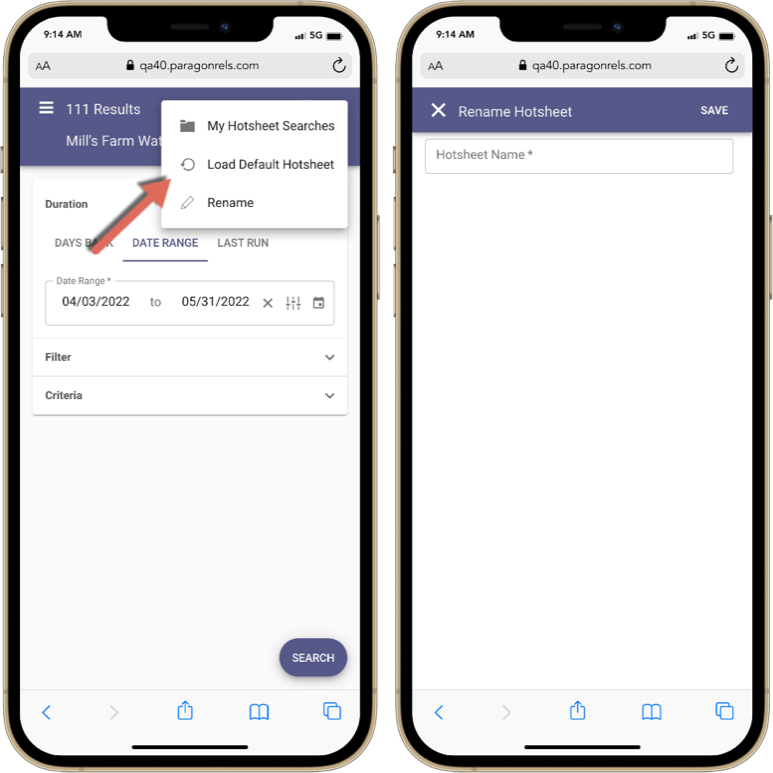 9:14 AM
5G
AA
qa40.paragonrels.com
111 Results
Mill's Farm Wat
My Hotsheet Searches
Load Default Hotsheet
Rename
Duration
DAYS BACK
DATE RANGE
LAST RUN
Date Range *
04/03/2022 to 05/31/2022
Filter
Criteria
SEARCH
9:14 AM
5G
AA
qa40.paragonrels.com
Rename Hotsheet
SAVE
Hotsheet Name *